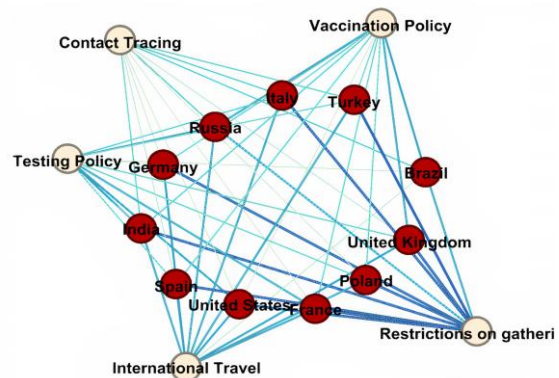 Vaccination Policy
Contact Tracing
Italy
Turkey
Russia
Testing Policy
Germany
Brazil
India
United Kingdom
Spain
Poland
United States
France
Restrictions on gatheri
International Travel